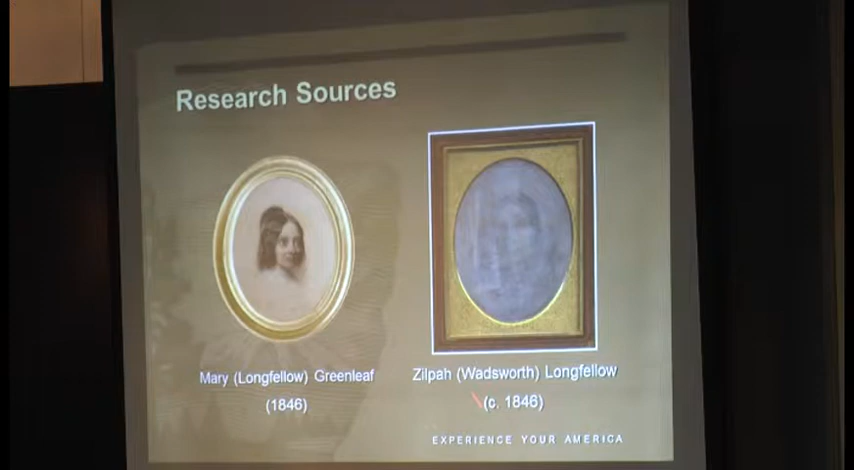 Research Sources
Mary (Longfellow) Greenleaf
(1846)
Zilpah (Wadsworth) Longfellow
(c. 1846)
EXPERIENCE YOUR AMERICA